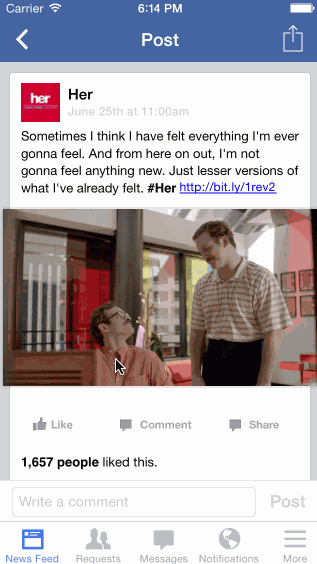 Carrier 6:14 PM
Post
her
Her
June 25th at 11:00am
Sometimes I think I have felt everything I'm ever
gonna feel. And from here on out, I'm not
gonna feel anything new. Just lesser versions of
what I've already felt. #Her http://bit.ly/1rev2
Like Comment Share
1,657 people liked this.
Write a comment Post
News Feed Requests Messages Notifications More